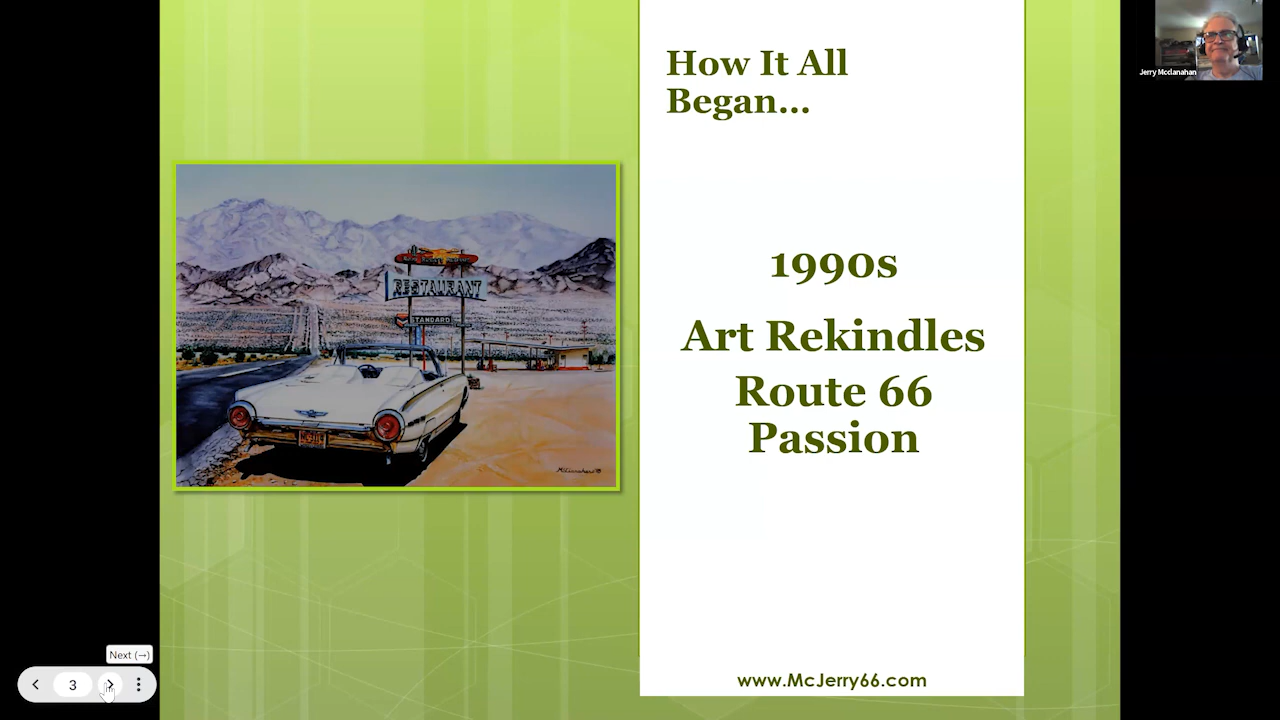 How It All
Began...
Jerry Mcclanahan
RESTAURANT
STANDARD
1990s
Art Rekindles
Route 66
Passion
Next (→)
3
www.McJerry66.com